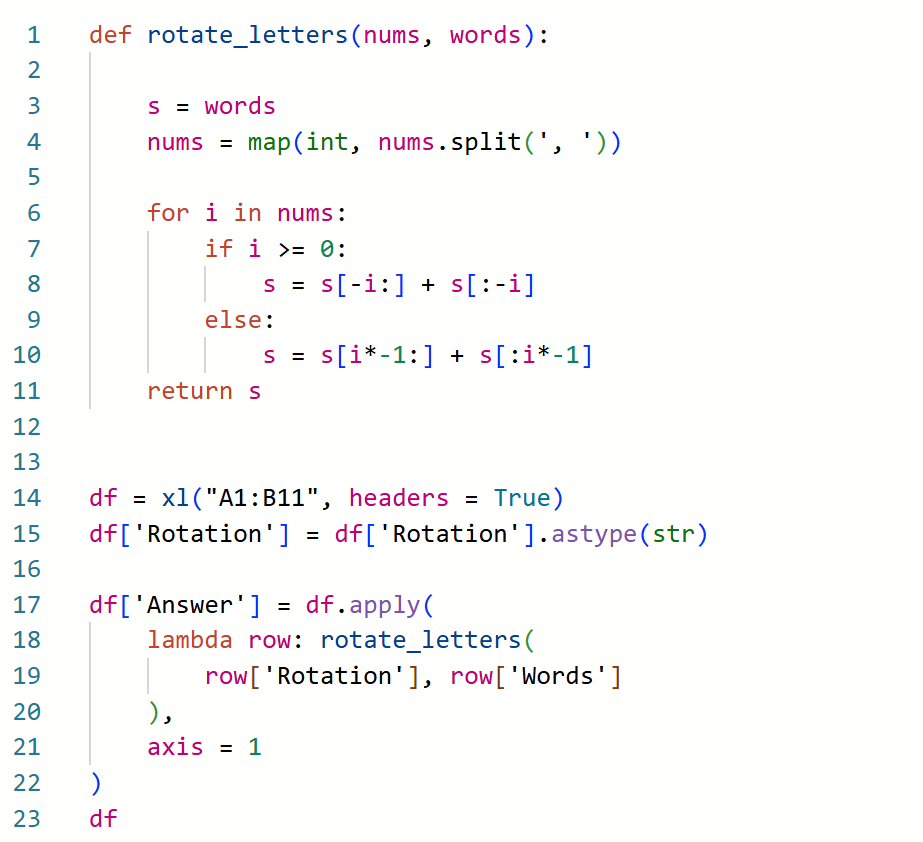 1 def rotate_letters(nums, words):
2
3     s = words
4     nums = map(int, nums.split(', '))
5
6     for i in nums:
7         if i >= 0:
8             s = s[-i:] + s[:-i]
9         else:
10             s = s[i*-1:] + s[:i*-1]
11     return s
12
13
14 df = xl("A1:B11", headers = True)
15 df['Rotation'] = df['Rotation'].astype(str)
16
17 df['Answer'] = df.apply(
18     lambda row: rotate_letters(
19         row['Rotation'], row['Words']
20     ),
21     axis = 1
22 )
23 df